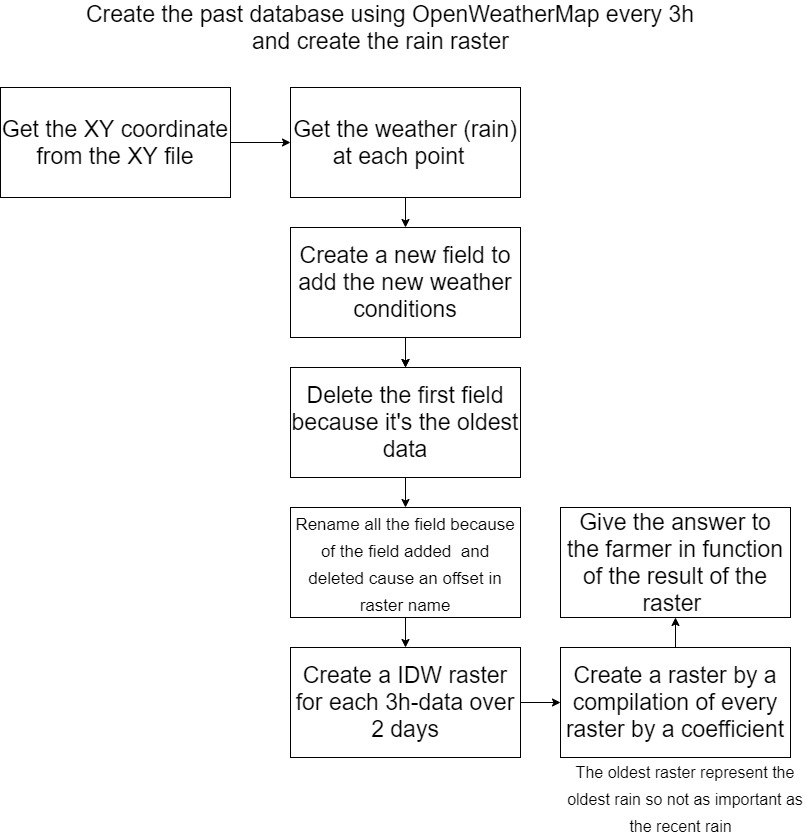 Create the past database using OpenWeatherMap every 3h
and create the rain raster
Get the XY coordinate
from the XY file
Get the weather (rain)
at each point
Create a new field to
add the new weather
conditions
Delete the first field
because it's the oldest
data
Rename all the field because
of the field added  and
deleted cause an offset in
raster name
Create a IDW raster
for each 3h-data over
2 days
Create a raster by a
compilation of every
raster by a coefficient
The oldest raster represent the
oldest rain so not as important as
the recent rain
Give the answer to
the farmer in function
of the result of the
raster